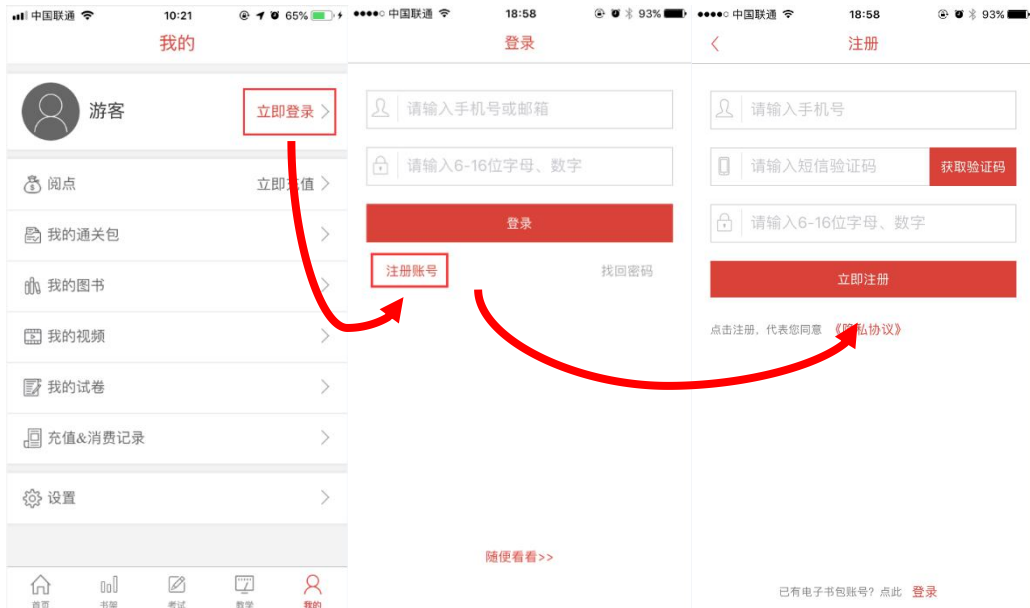 中国联通
10:21
65%
我的
游客
立即登录
阅点
立即充值
我的通关包
我的图书
我的视频
我的试卷
充值&消费记录
设置
首页
书架
考试
教学
我的
中国联通
18:58
93%
登录
请输入手机号或邮箱
请输入6-16位字母、数字
登录
注册账号
找回密码
随便看看>>
中国联通
18:58
93%
注册
请输入手机号
请输入短信验证码
获取验证码
请输入6-16位字母、数字
立即注册
点击注册，代表您同意 《隐私协议》
已有电子书包账号？点此 登录